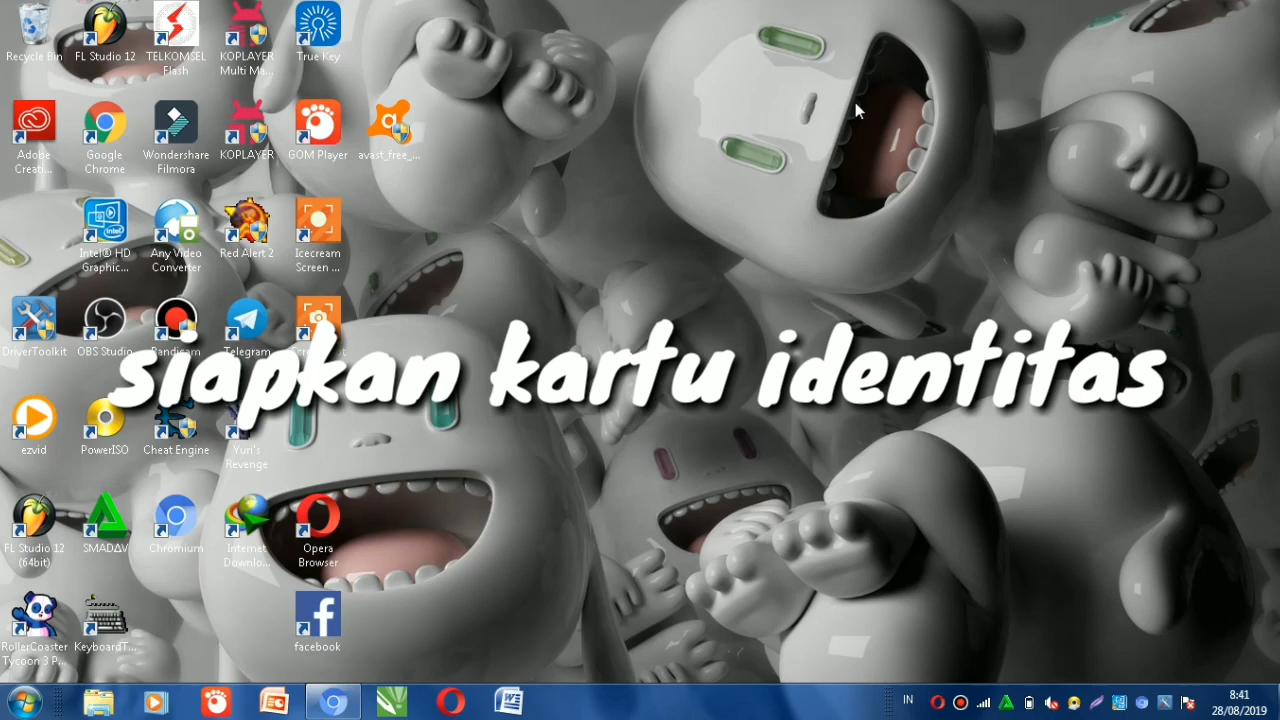 Recycle Bin
FL Studio 12
TELKOMSEL
Flash
KOPLAYER
Multi Ma...
True Key
Adobe
Creati...
Google
Chrome
Wondershare
Filmora
KOPLAYER
GOM Player
avast_free_...
Intel® HD
Graphic...
Any Video
Converter
Red Alert 2
Icecream
Screen ...
DriverToolkit
OBS Studio
Bandicam
Telegram
siapkan kartu identitas
ezvid
PowerISO
Cheat Engine
Yuri's
Revenge
FL Studio 12
(64bit)
SMADΔV
Chromium
Internet
Downlo...
Opera
Browser
RollerCoaster
Tycoon 3 P...
KeyboardT...
facebook
IN
8:41
28/08/2019